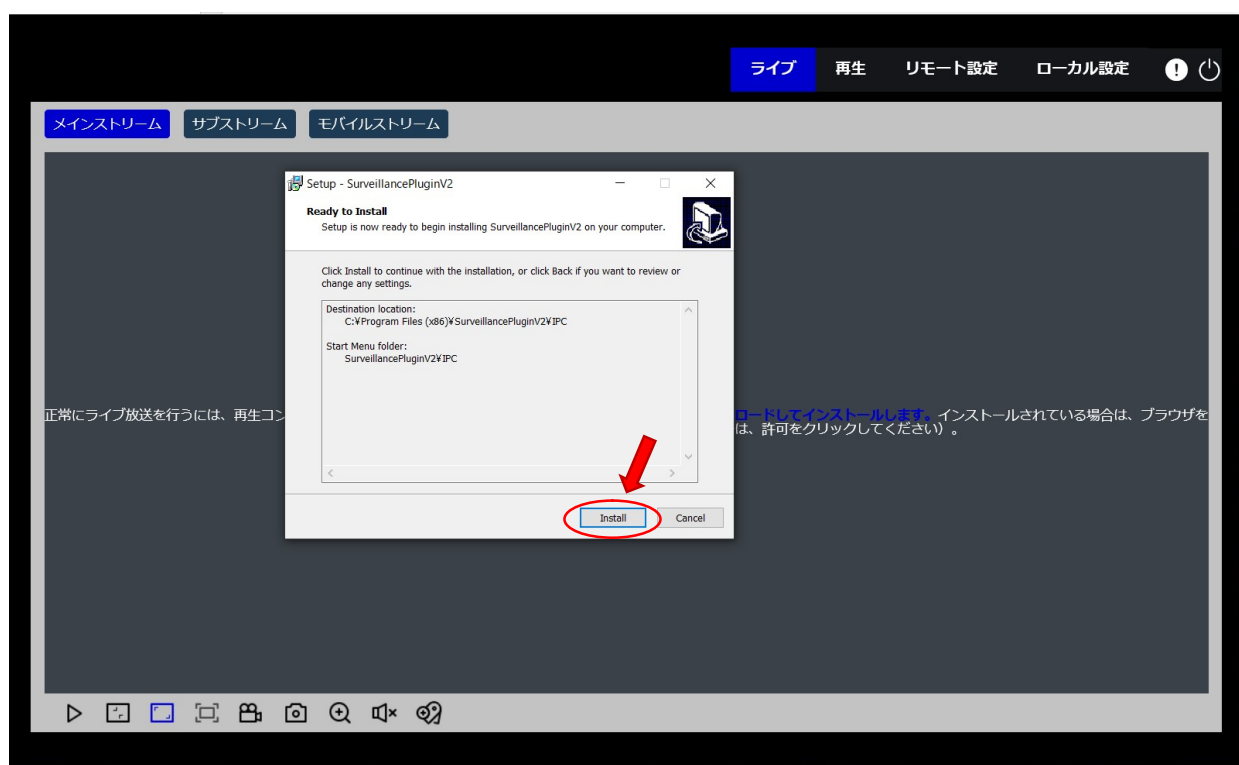 ライブ 再生 リモート設定 ローカル設定
メインストリーム サブストリーム モバイルストリーム
Setup - SurveillancePluginV2
Ready to Install
Setup is now ready to begin installing SurveillancePluginV2 on your computer.
Click Install to continue with the installation, or click Back if you want to review or
change any settings.
Destination location:
C:¥Program Files (x86)¥SurveillancePluginV2¥IPC
Start Menu folder:
SurveillancePluginV2¥IPC
正常にライブ放送を行うには、再生コン
ロードしてインストールします。インストールされている場合は、ブラウザを
は、許可をクリックしてください）。
Install Cancel